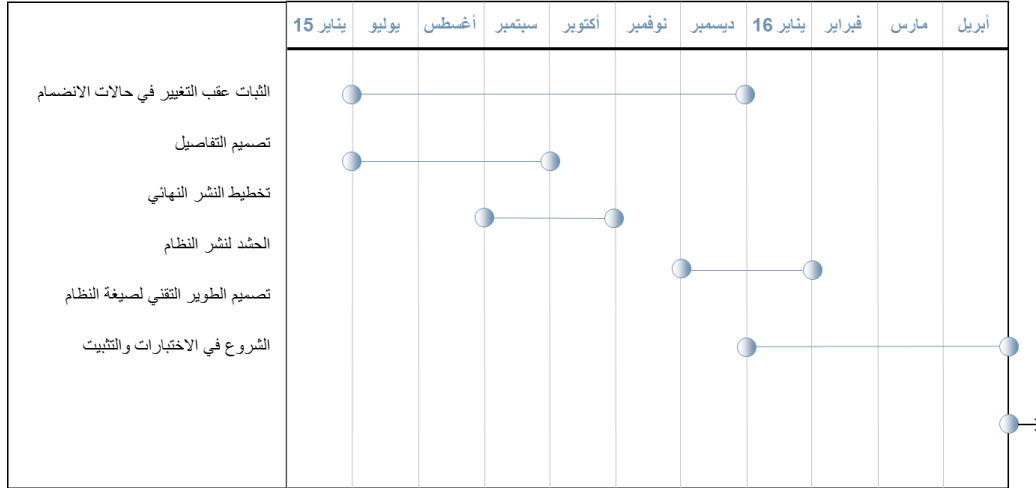 يناير 15
يوليو
أغسطس
سبتمبر
أكتوبر
نوفمبر
ديسمبر
يناير 16
فبراير
مارس
أبريل
الثبات عقب التغيير في حالات الانضمام
تصميم التفاصيل
تخطيط النشر النهائي
الحشد لنشر النظام
تصميم الطوير التقني لصيغة النظام
الشروع في الاختبارات والتثبيت